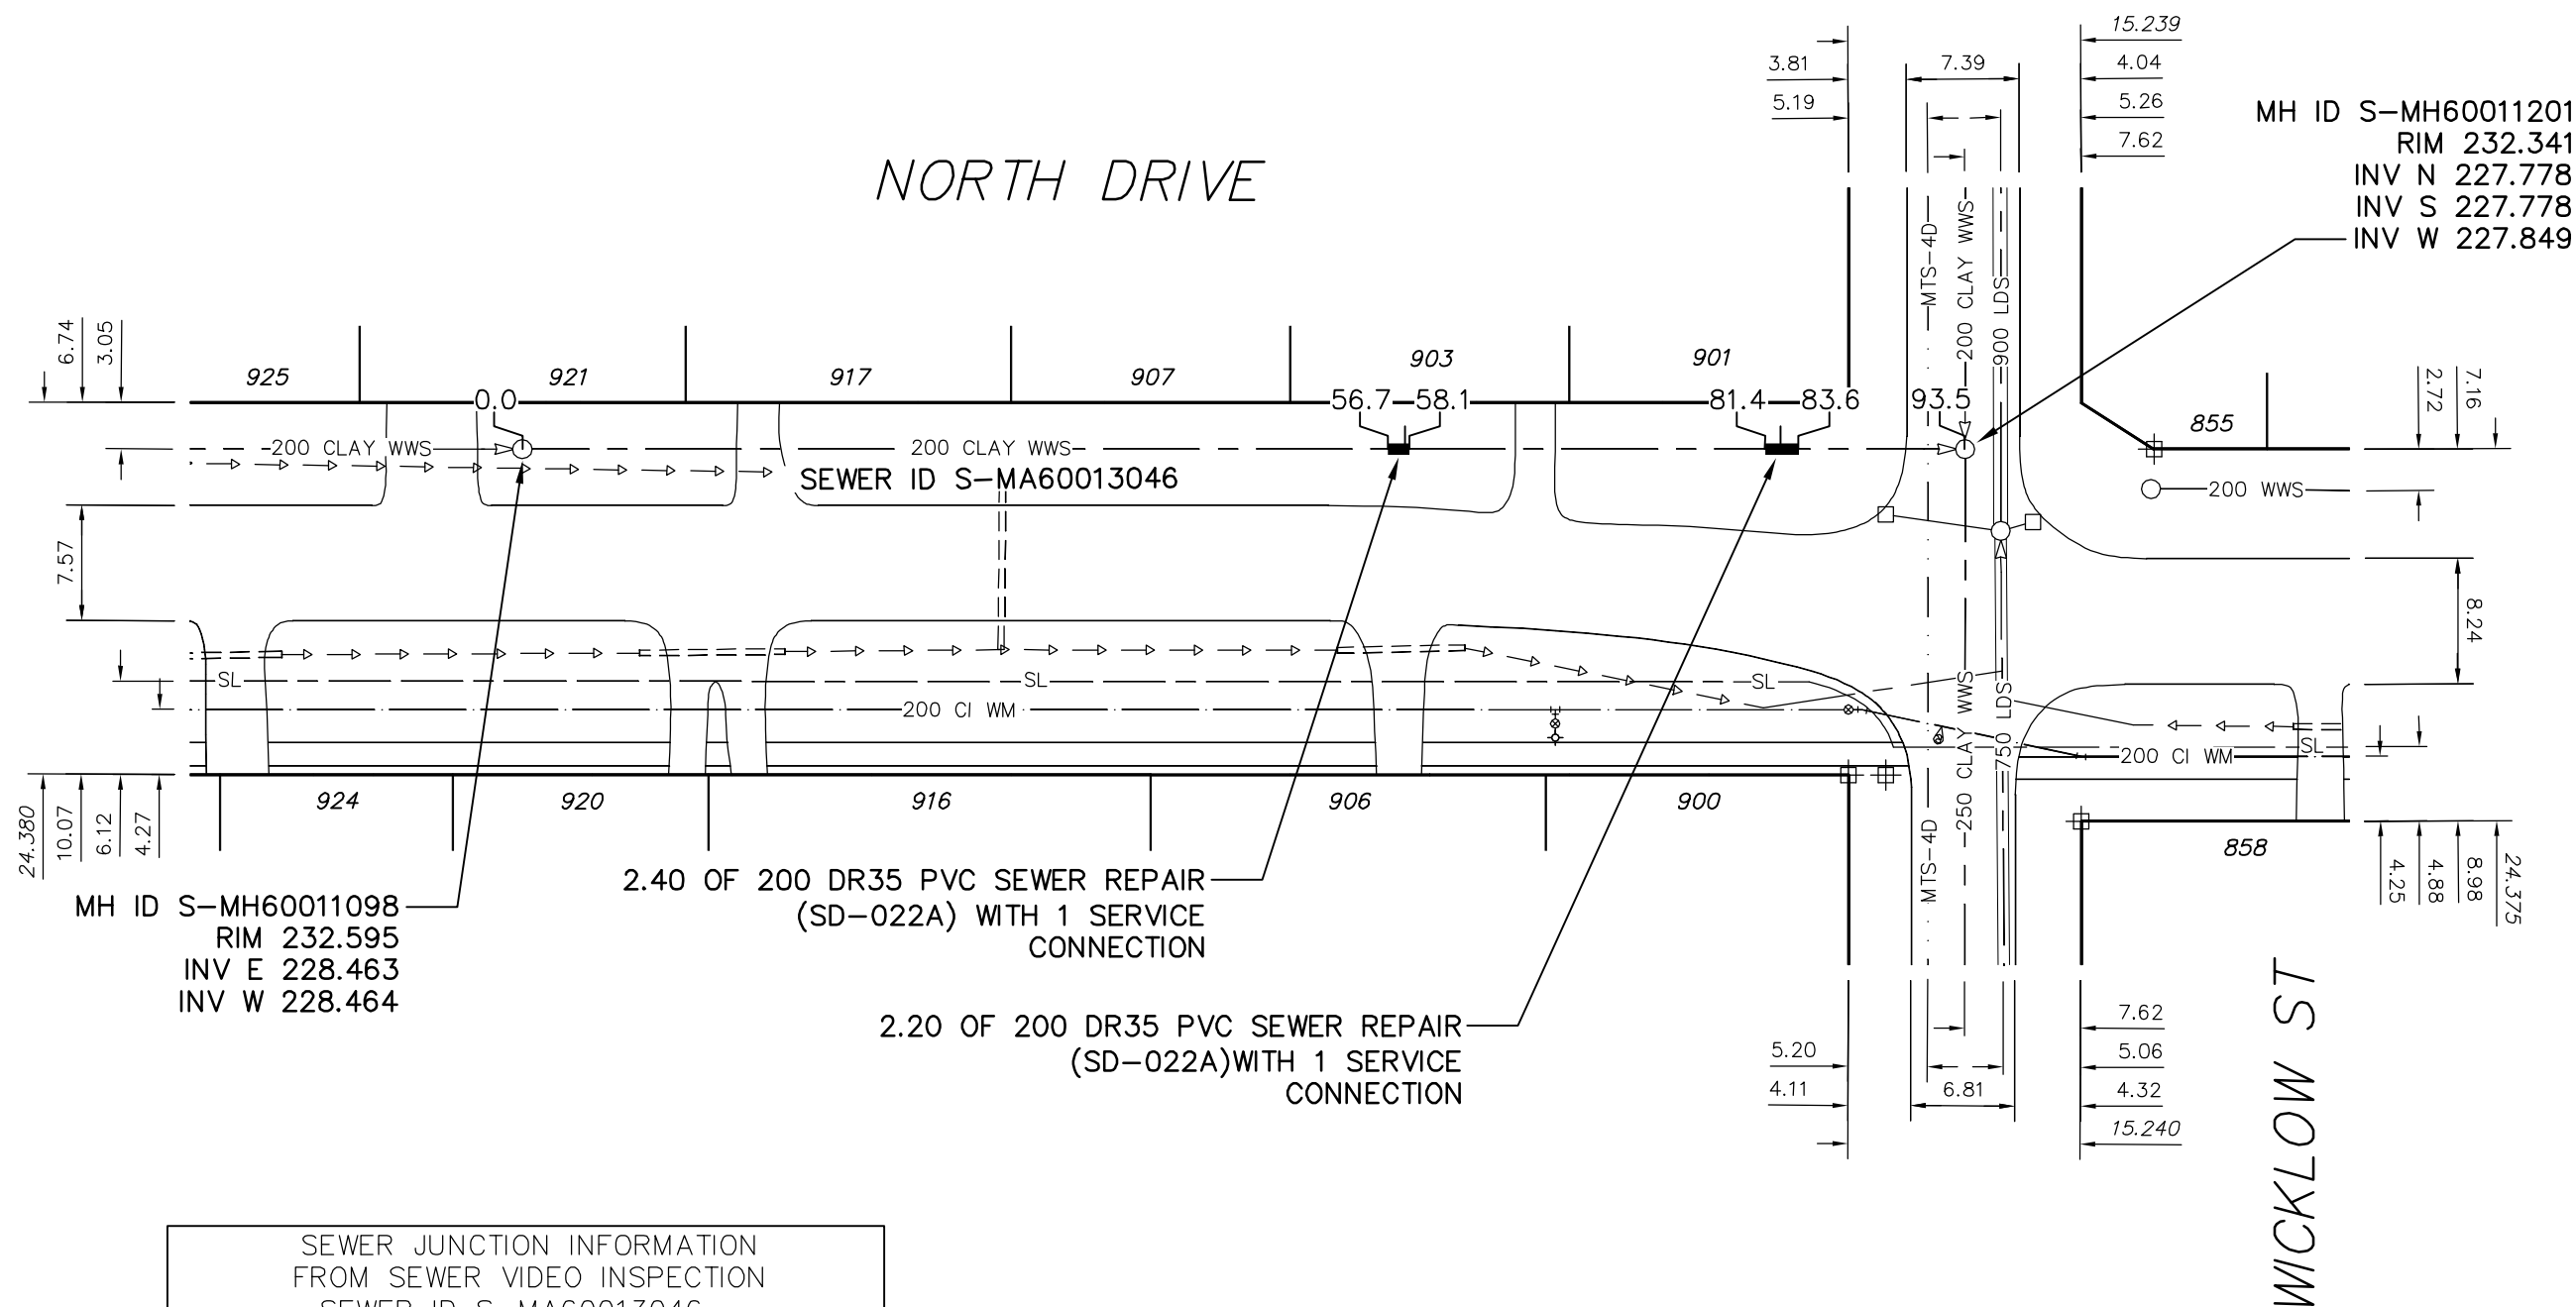 15.239
3.81
7.39
4.04
5.19
5.26
7.62
MH ID S-MH60011201
RIM 232.341
INV N 227.778
INV S 227.778
INV W 227.849
NORTH DRIVE
MTS-4D
200 CLAY WWS
900 LDS
6.74
3.05
925
921
917
907
903
901
855
2.72
7.16
0.0
56.7
58.1
81.4
83.6
93.5
200 CLAY WWS
200 CLAY WWS
SEWER ID S-MA60013046
200 WWS
7.57
8.24
SL
SL
SL
200 CI WM
250 CLAY WWS
750 LDS
SL
200 CI WM
MTS-4D
924
920
916
906
900
858
24.380
10.07
6.12
4.27
4.25
4.88
8.98
24.375
MH ID S-MH60011098
RIM 232.595
INV E 228.463
INV W 228.464
2.40 OF 200 DR35 PVC SEWER REPAIR
(SD-022A) WITH 1 SERVICE
CONNECTION
2.20 OF 200 DR35 PVC SEWER REPAIR
(SD-022A)WITH 1 SERVICE
CONNECTION
7.62
5.20
5.06
4.11
6.81
4.32
15.240
WICKLOW ST
SEWER JUNCTION INFORMATION
FROM SEWER VIDEO INSPECTION
SEWER ID S-MA60013046